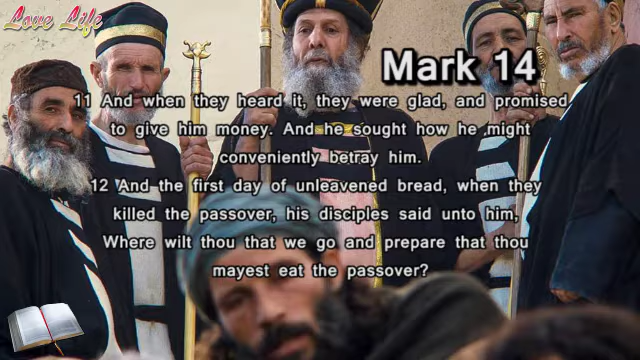 Love Life
Mark 14
11 And when they heard it, they were glad, and promised
to give him money. And he sought how he might
conveniently betray him.
12 And the first day of unleavened bread, when they
killed the passover, his disciples said unto him,
Where wilt thou that we go and prepare that thou
mayest eat the passover?